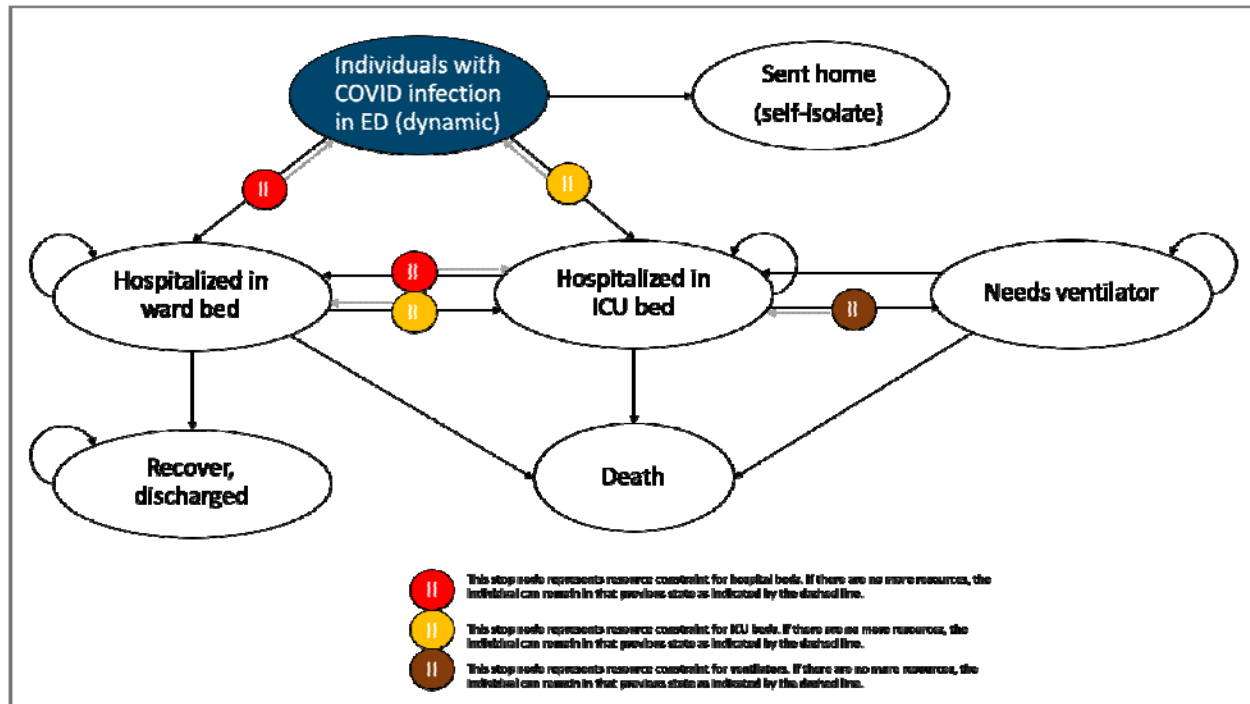 Individuals with
COVID infection
in ED (dynamic)
Sent home
(self-isolate)
Hospitalized in
ward bed
Hospitalized in
ICU bed
Needs ventilator
Recover,
discharged
Death
This stop node represents resource constraint for hospital beds. If there are no more resources, the
individual can remain in that previous state as indicated by the dashed line.
This stop node represents resource constraint for ICU beds. If there are no more resources, the
individual can remain in that previous state as indicated by the dashed line.
This stop node represents resource constraint for ventilators. If there are no more resources, the
individual can remain in that previous state as indicated by the dashed line.